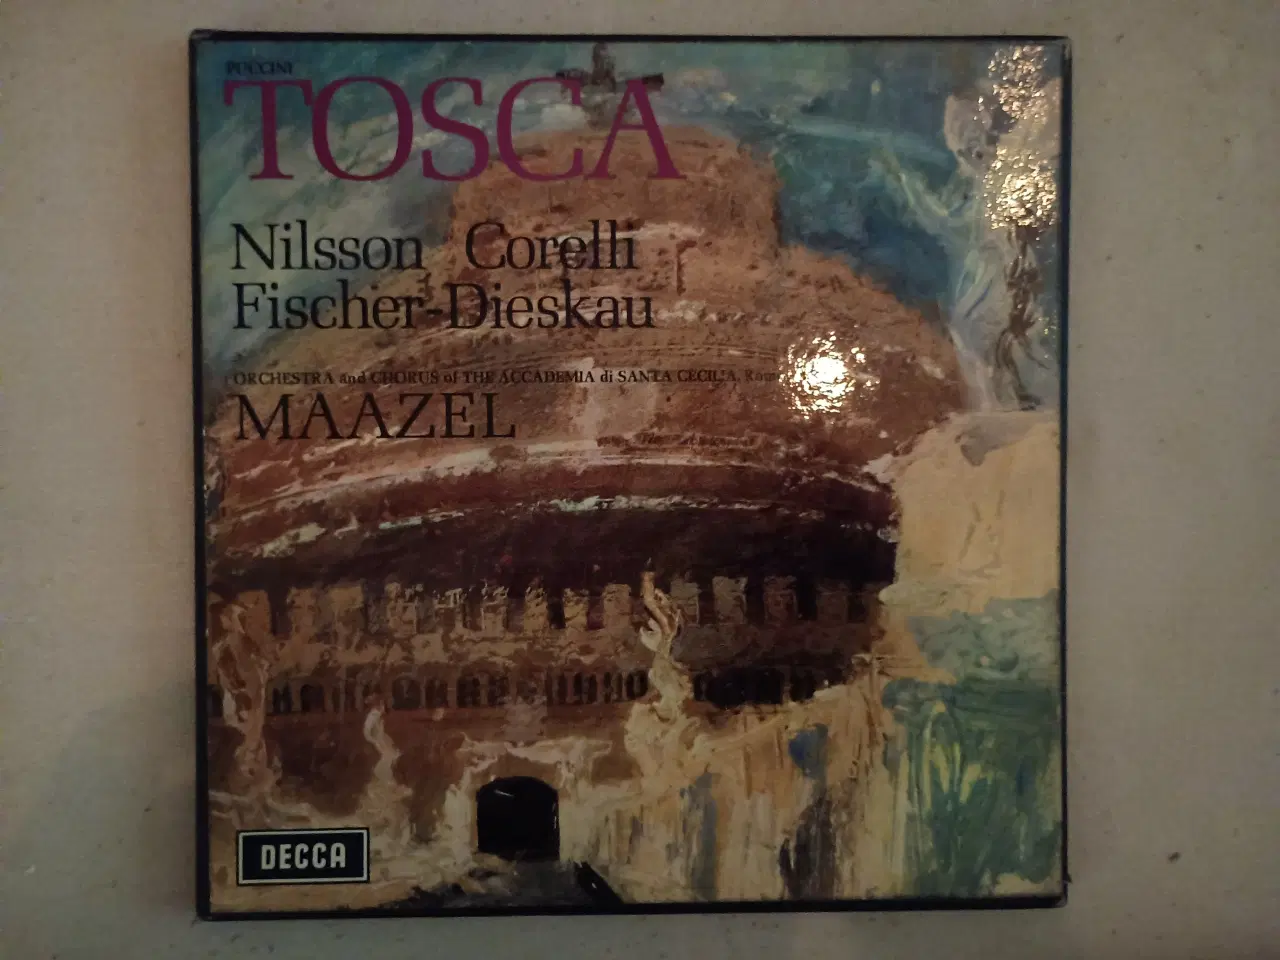 PUCCINI
TOSCA
Nilsson Corelli
Fischer-Dieskau
ORCHESTRA and CHORUS of THE ACCADEMIA di SANTA CECILIA, Rome
MAAZEL
DECCA